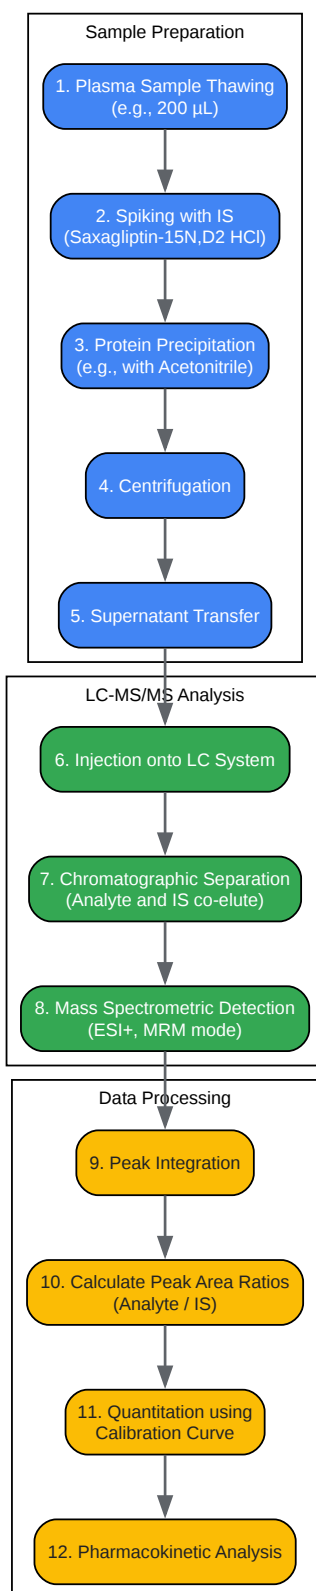 Sample Preparation
1. Plasma Sample Thawing
(e.g., 200 µL)
2. Spiking with IS
(Saxagliptin-15N,D2 HCl)
3. Protein Precipitation
(e.g., with Acetonitrile)
4. Centrifugation
5. Supernatant Transfer
LC-MS/MS Analysis
6. Injection onto LC System
7. Chromatographic Separation
(Analyte and IS co-elute)
8. Mass Spectrometric Detection
(ESI+, MRM mode)
Data Processing
9. Peak Integration
10. Calculate Peak Area Ratios
(Analyte / IS)
11. Quantitation using
Calibration Curve
12. Pharmacokinetic Analysis